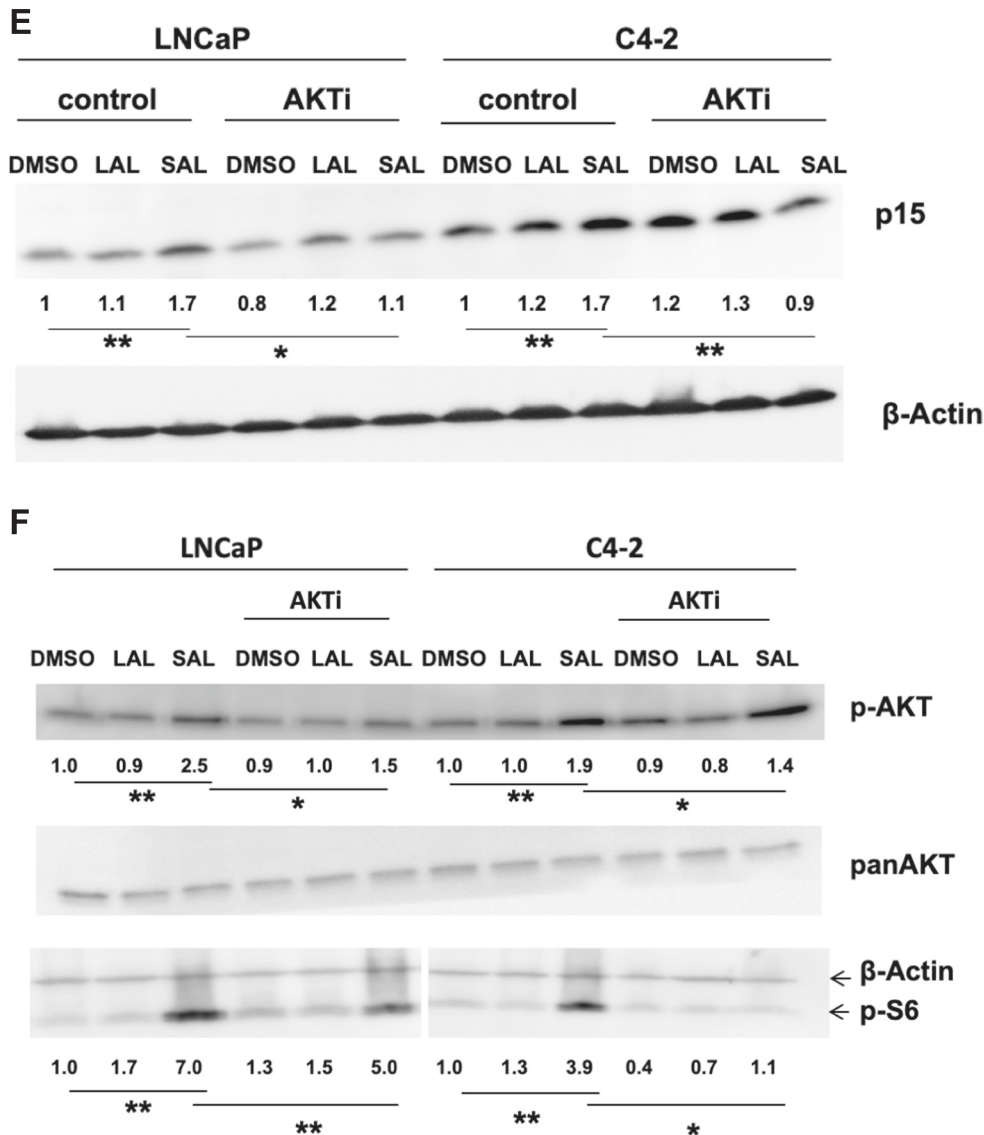 E
LNCaP C4-2
control AKTi control AKTi
DMSO LAL SAL DMSO LAL SAL DMSO LAL SAL DMSO LAL SAL
p15
1 1.1 1.7 0.8 1.2 1.1 1 1.2 1.7 1.2 1.3 0.9
** * ** **
β-Actin
F
LNCaP C4-2
AKTi AKTi
DMSO LAL SAL DMSO LAL SAL DMSO LAL SAL DMSO LAL SAL
p-AKT
1.0 0.9 2.5 0.9 1.0 1.5 1.0 1.0 1.9 0.9 0.8 1.4
** * ** *
panAKT
β-Actin
p-S6
1.0 1.7 7.0 1.3 1.5 5.0 1.0 1.3 3.9 0.4 0.7 1.1
** ** ** *